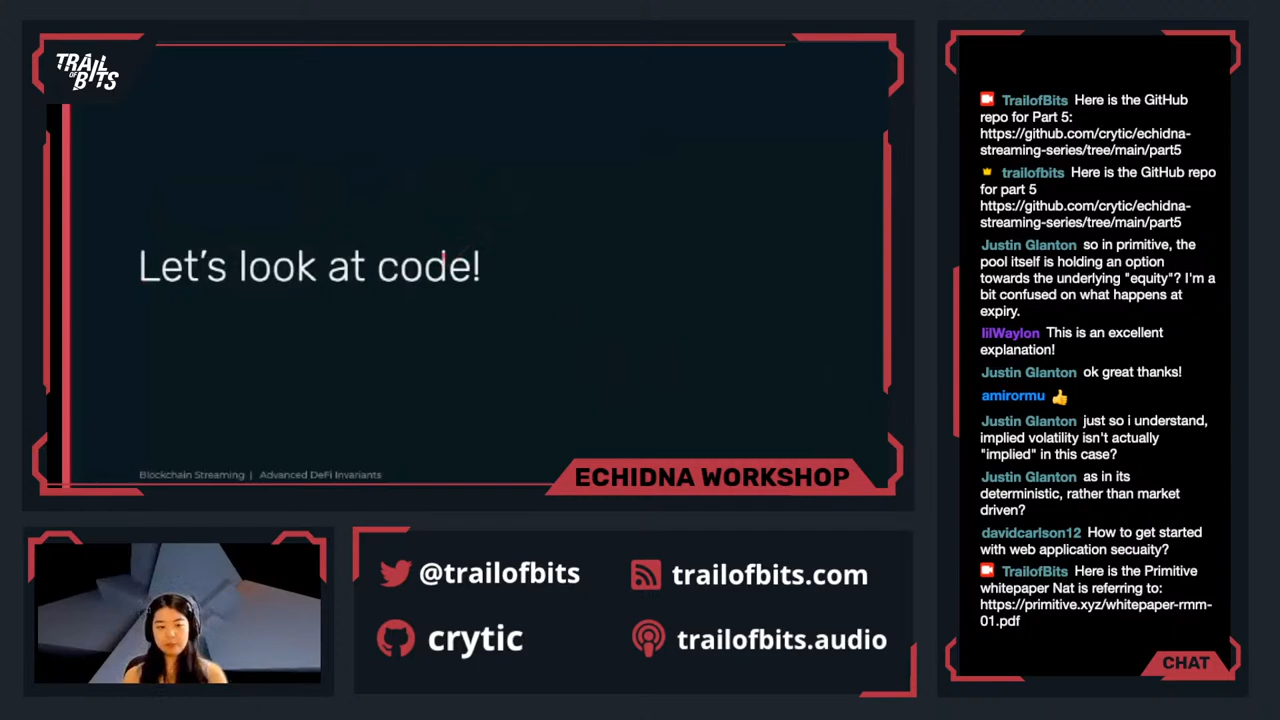 TRAIL
OF
BITS
Let's look at code!
Blockchain Streaming | Advanced DeFi Invariants
ECHIDNA WORKSHOP
@trailofbits
trailofbits.com
crytic
trailofbits.audio
TrailofBits Here is the GitHub
repo for Part 5:
https://github.com/crytic/echidna-
streaming-series/tree/main/part5
trailofbits Here is the GitHub repo
for part 5
https://github.com/crytic/echidna-
streaming-series/tree/main/part5
Justin Glanton so in primitive, the
pool itself is holding an option
towards the underlying "equity"? I'm a
bit confused on what happens at
expiry.
lilWaylon This is an excellent
explanation!
Justin Glanton ok great thanks!
amirormu 👍
Justin Glanton just so i understand,
implied volatility isn't actually
"implied" in this case?
Justin Glanton as in its
deterministic, rather than market
driven?
davidcarlson12 How to get started
with web application secuaity?
TrailofBits Here is the Primitive
whitepaper Nat is referring to:
https://primitive.xyz/whitepaper-rmm-
01.pdf
CHAT